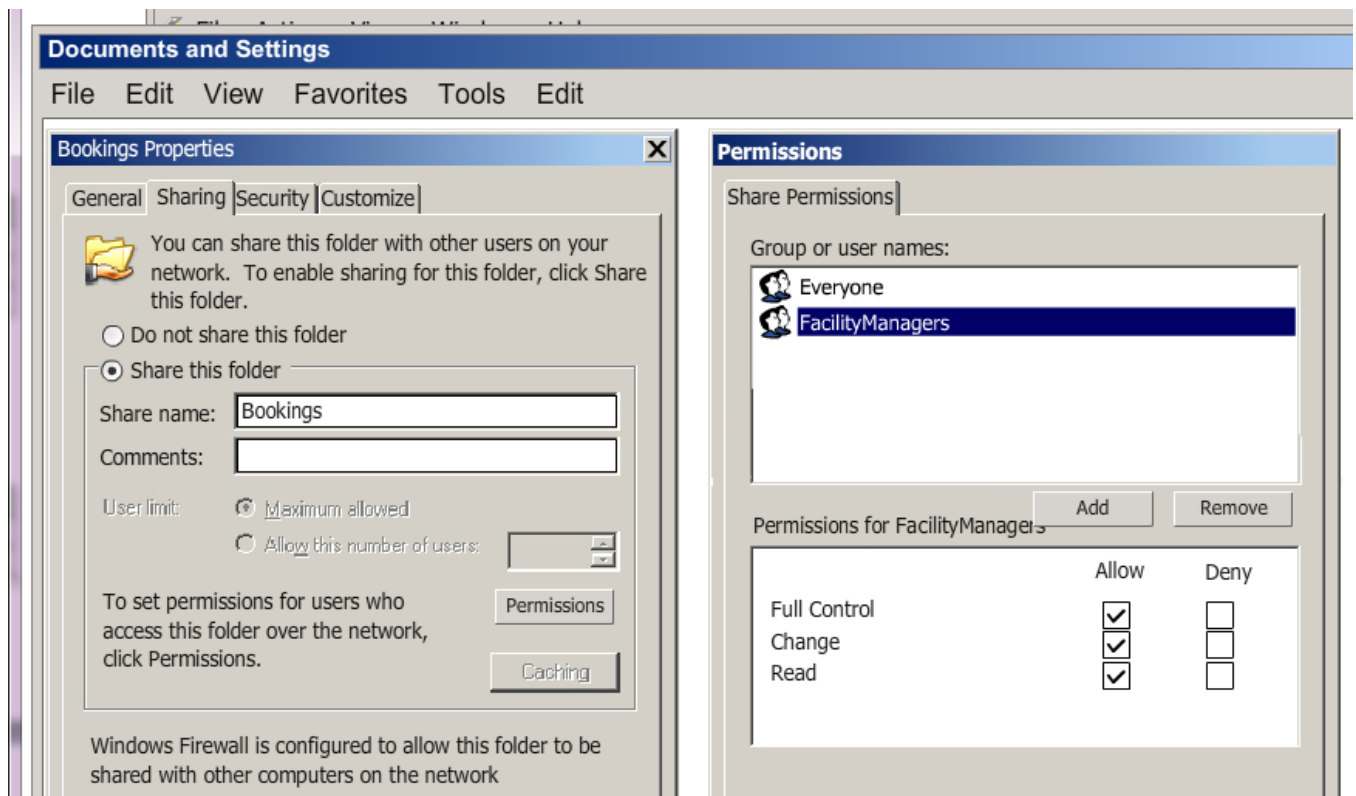 Documents and Settings
File Edit View Favorites Tools Edit
Bookings Properties
General Sharing Security Customize
You can share this folder with other users on your
network. To enable sharing for this folder, click Share
this folder.
Do not share this folder
Share this folder
Share name: Bookings
Comments:
User limit: Maximum allowed
Allow this number of users:
To set permissions for users who
access this folder over the network,
click Permissions.
Permissions
Caching
Windows Firewall is configured to allow this folder to be
shared with other computers on the network
Permissions
Share Permissions
Group or user names:
Everyone
FacilityManagers
Add Remove
Permissions for FacilityManagers
Allow Deny
Full Control
Change
Read